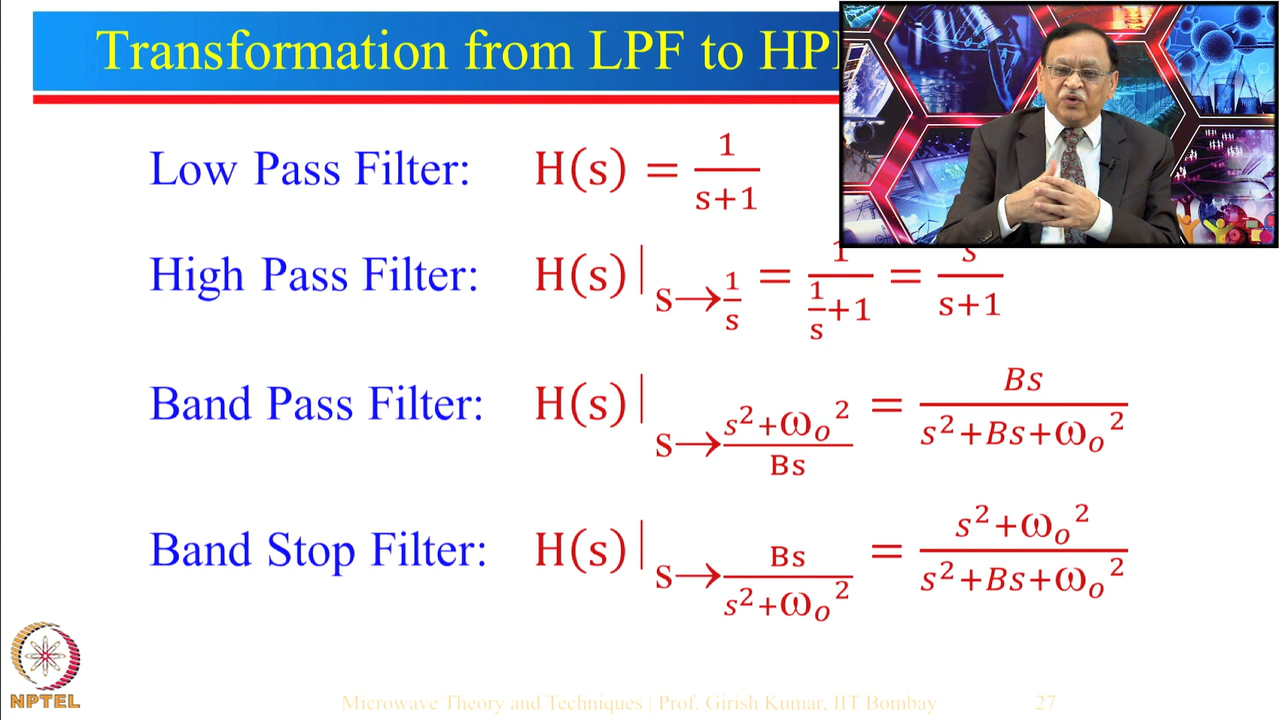 Transformation from LPF to HP
Low Pass Filter: H(s) = 1/(s+1)
High Pass Filter: H(s)|s→1/s = 1/(1/s+1) = s/(s+1)
Band Pass Filter: H(s)|s→(s²+ωₒ²)/Bs = Bs/(s²+Bs+ωₒ²)
Band Stop Filter: H(s)|s→Bs/(s²+ωₒ²) = (s²+ωₒ²)/(s²+Bs+ωₒ²)
NPTEL
Microwave Theory and Techniques | Prof. Girish Kumar, IIT Bombay 27